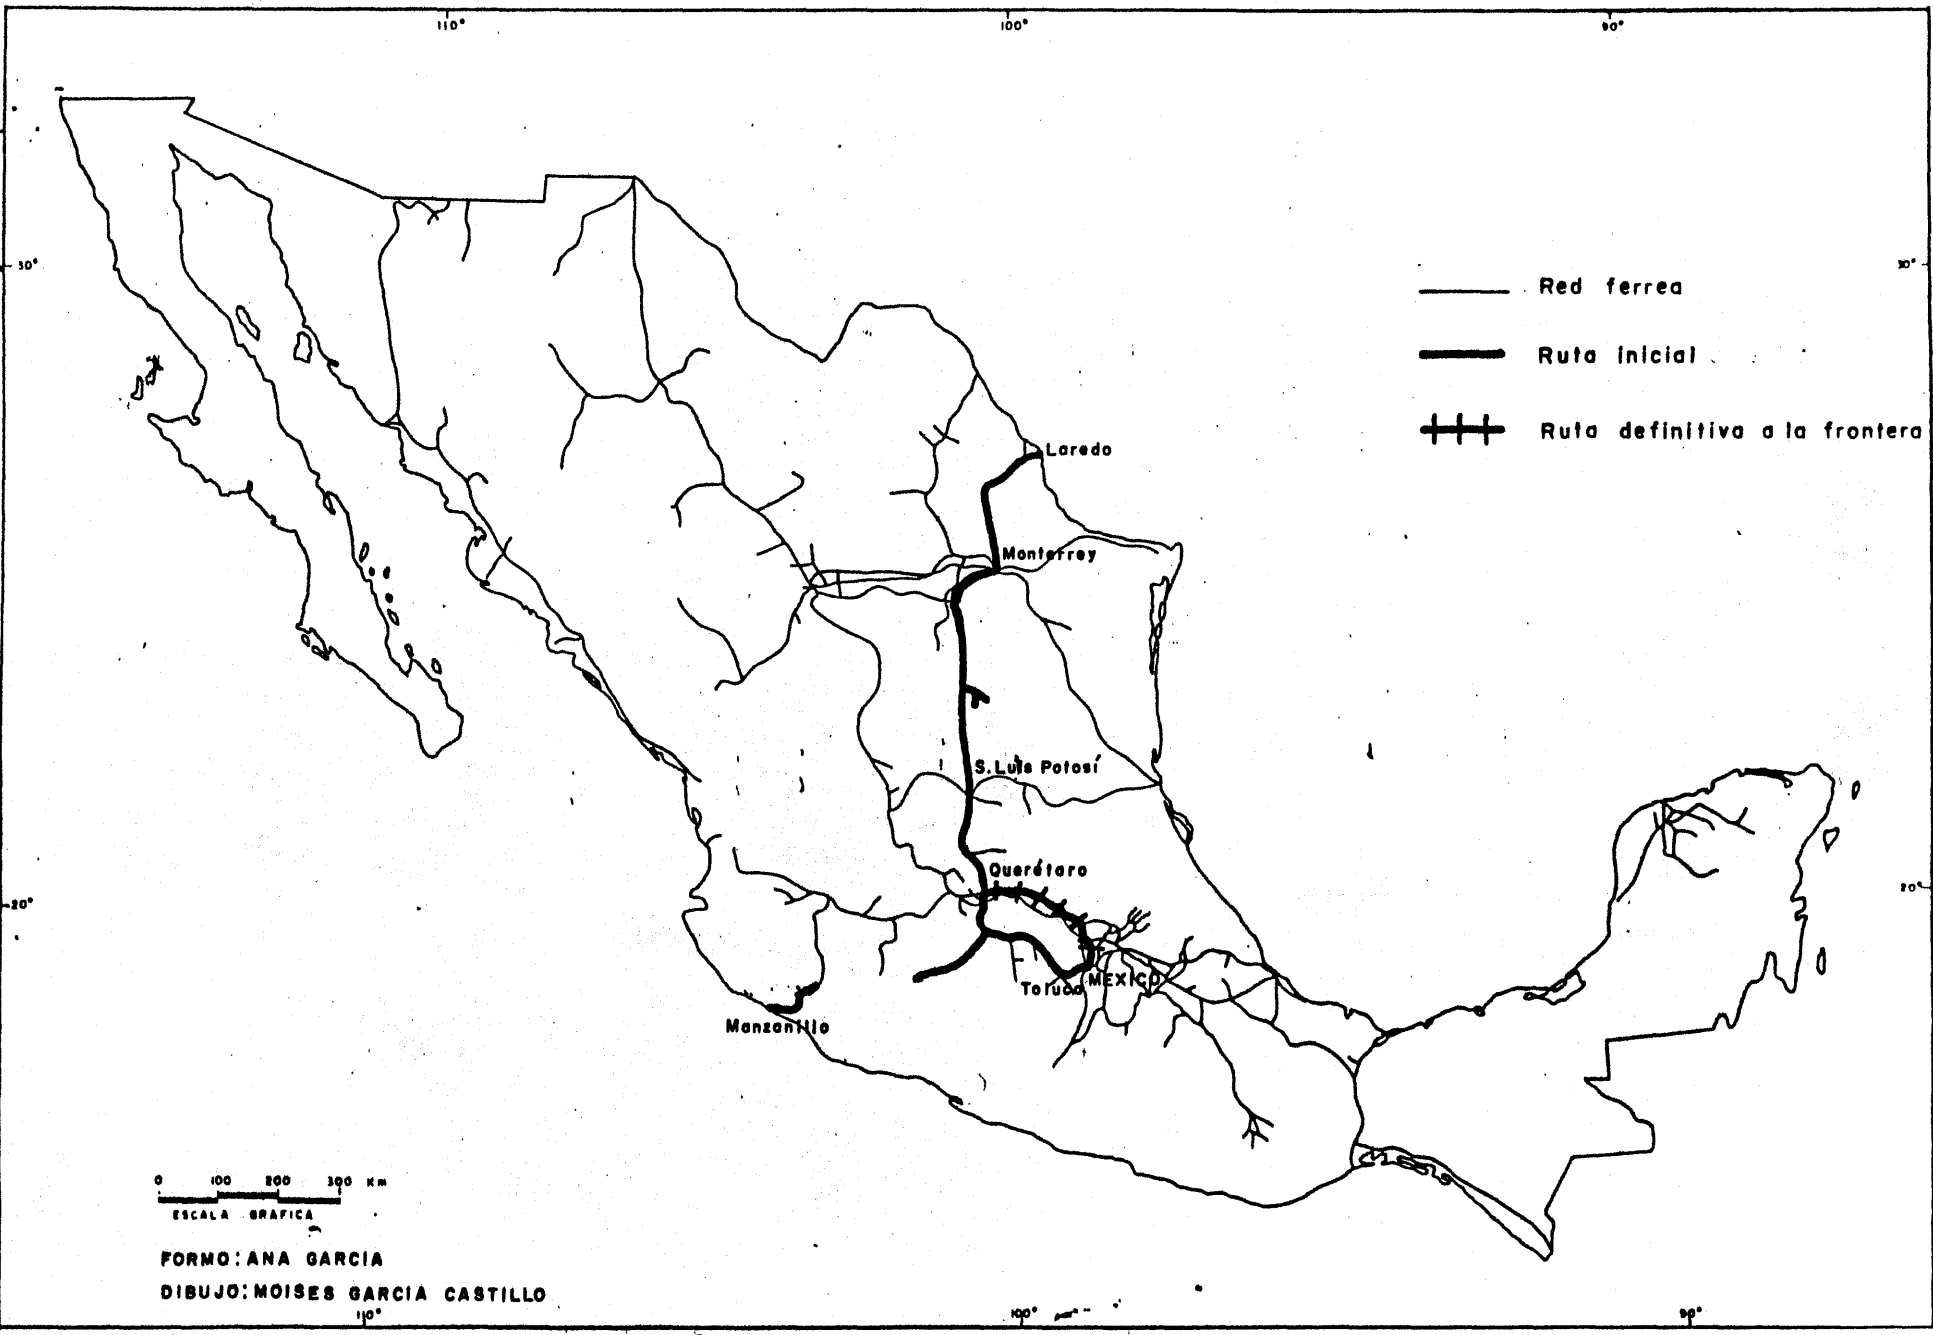 110° 100° 90°
30° 30°
Red ferrea
Ruta inicial
Ruta definitiva a la frontera
Laredo
Monterrey
S. Luis Potosí
Querétaro
20° 20°
Toluca MEXICO
Manzanillo
0 100 200 300 Km
ESCALA GRAFICA
FORMO: ANA GARCIA
DIBUJO: MOISES GARCIA CASTILLO
110° 100° 90°